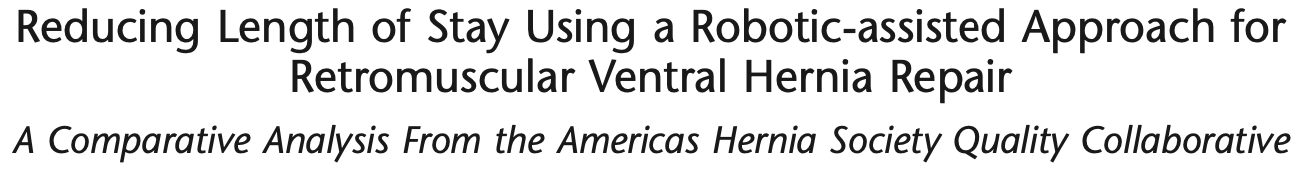 Reducing Length of Stay Using a Robotic-assisted Approach for
Retromuscular Ventral Hernia Repair
A Comparative Analysis From the Americas Hernia Society Quality Collaborative